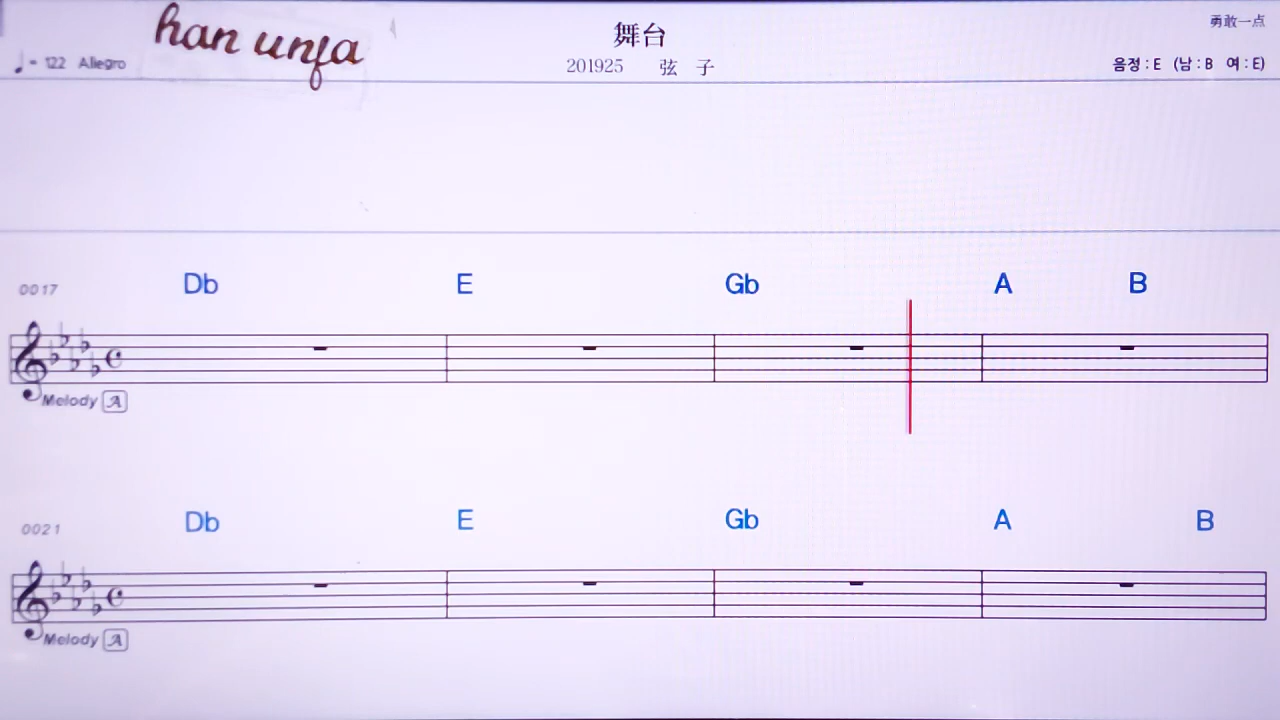 han unfa
舞台
勇敢一点
♩= 122 Allegro
201925 弦 子
음정 : E (남 : B 여 : E)
0017 Db E Gb A B
Melody A
0021 Db E Gb A B
Melody A